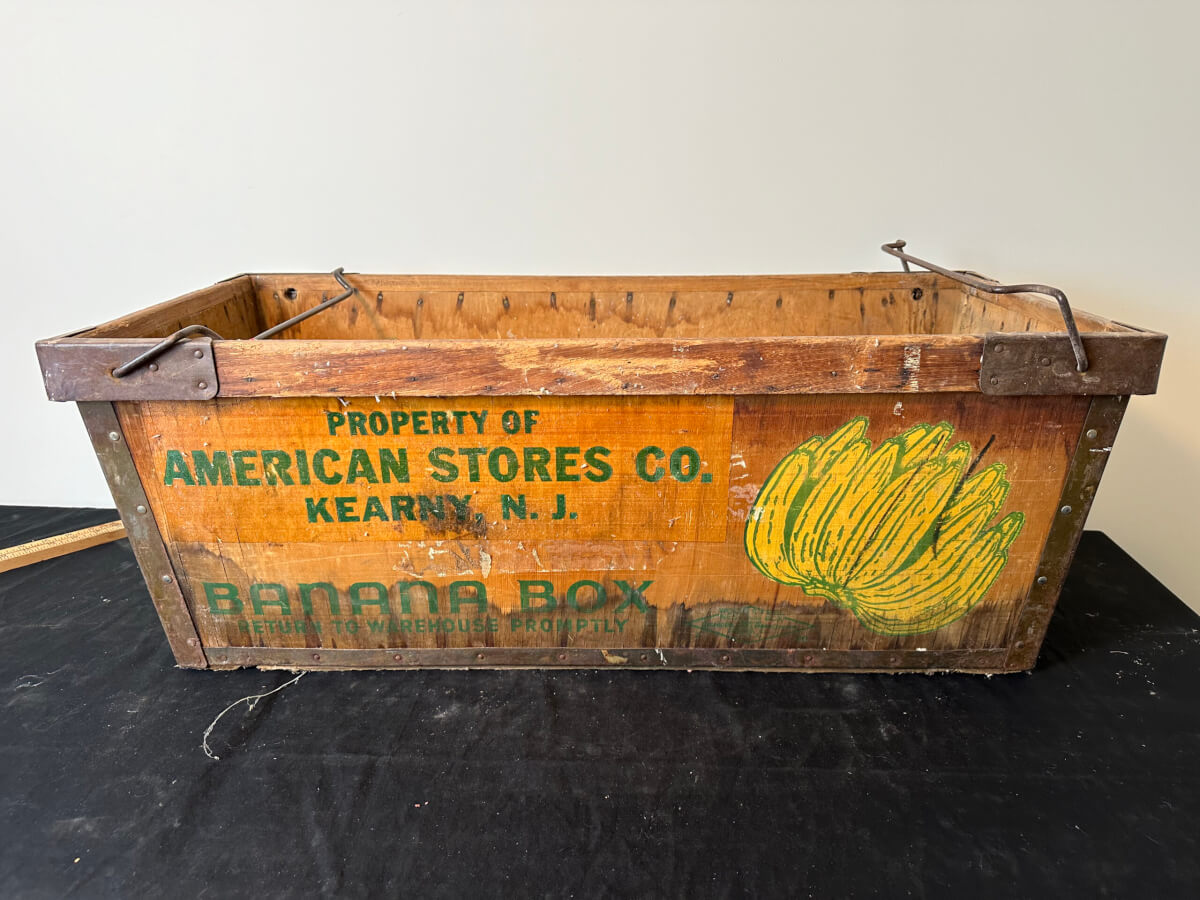 PROPERTY OF
AMERICAN STORES CO.
KEARNY, N. J.
BANANA BOX
RETURN TO WAREHOUSE PROMPTLY